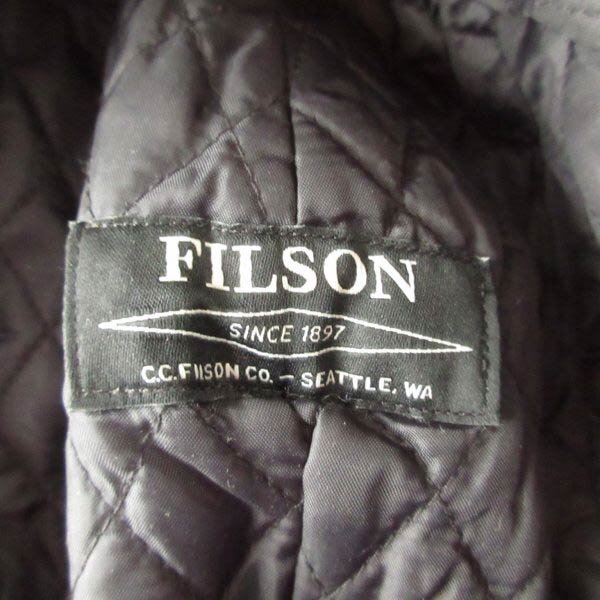 FILSON
SINCE 1897
C.C.FILSON CO. – SEATTLE, WA